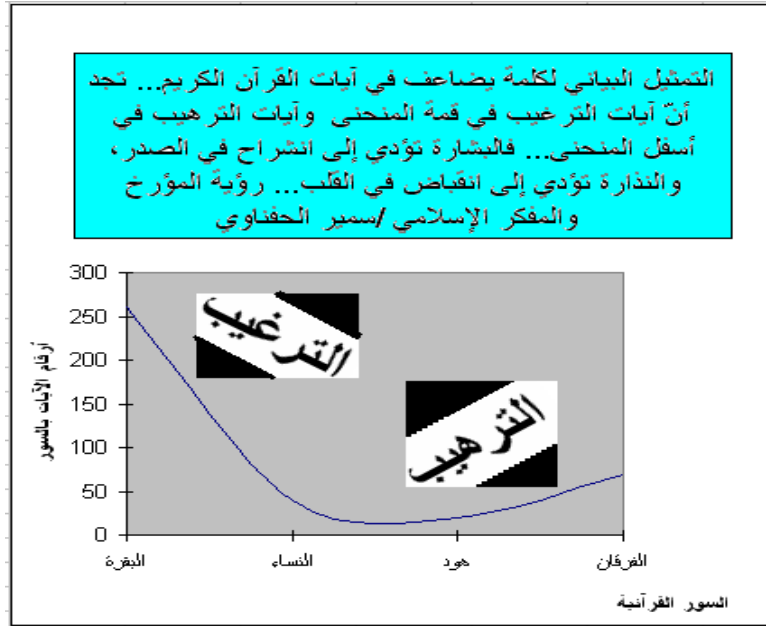 التمثيل البياني لكلمة يضاعف في آيات القرآن الكريم... تجد
أنّ آيات الترغيب في قمة المنحنى وآيات الترهيب في
أسفل المنحنى... فالبشارة تؤدي إلى انشراح في الصدر،
والنذارة تؤدي إلى انقباض في القلب... رؤية المؤرخ
والمفكر الإسلامي /سمير الحفناوي
300
250
200
150
100
50
0
أرقام الآيات بالسور
الترغيب
الترهيب
البقرة
النساء
هود
الفرقان
السور القرآنية